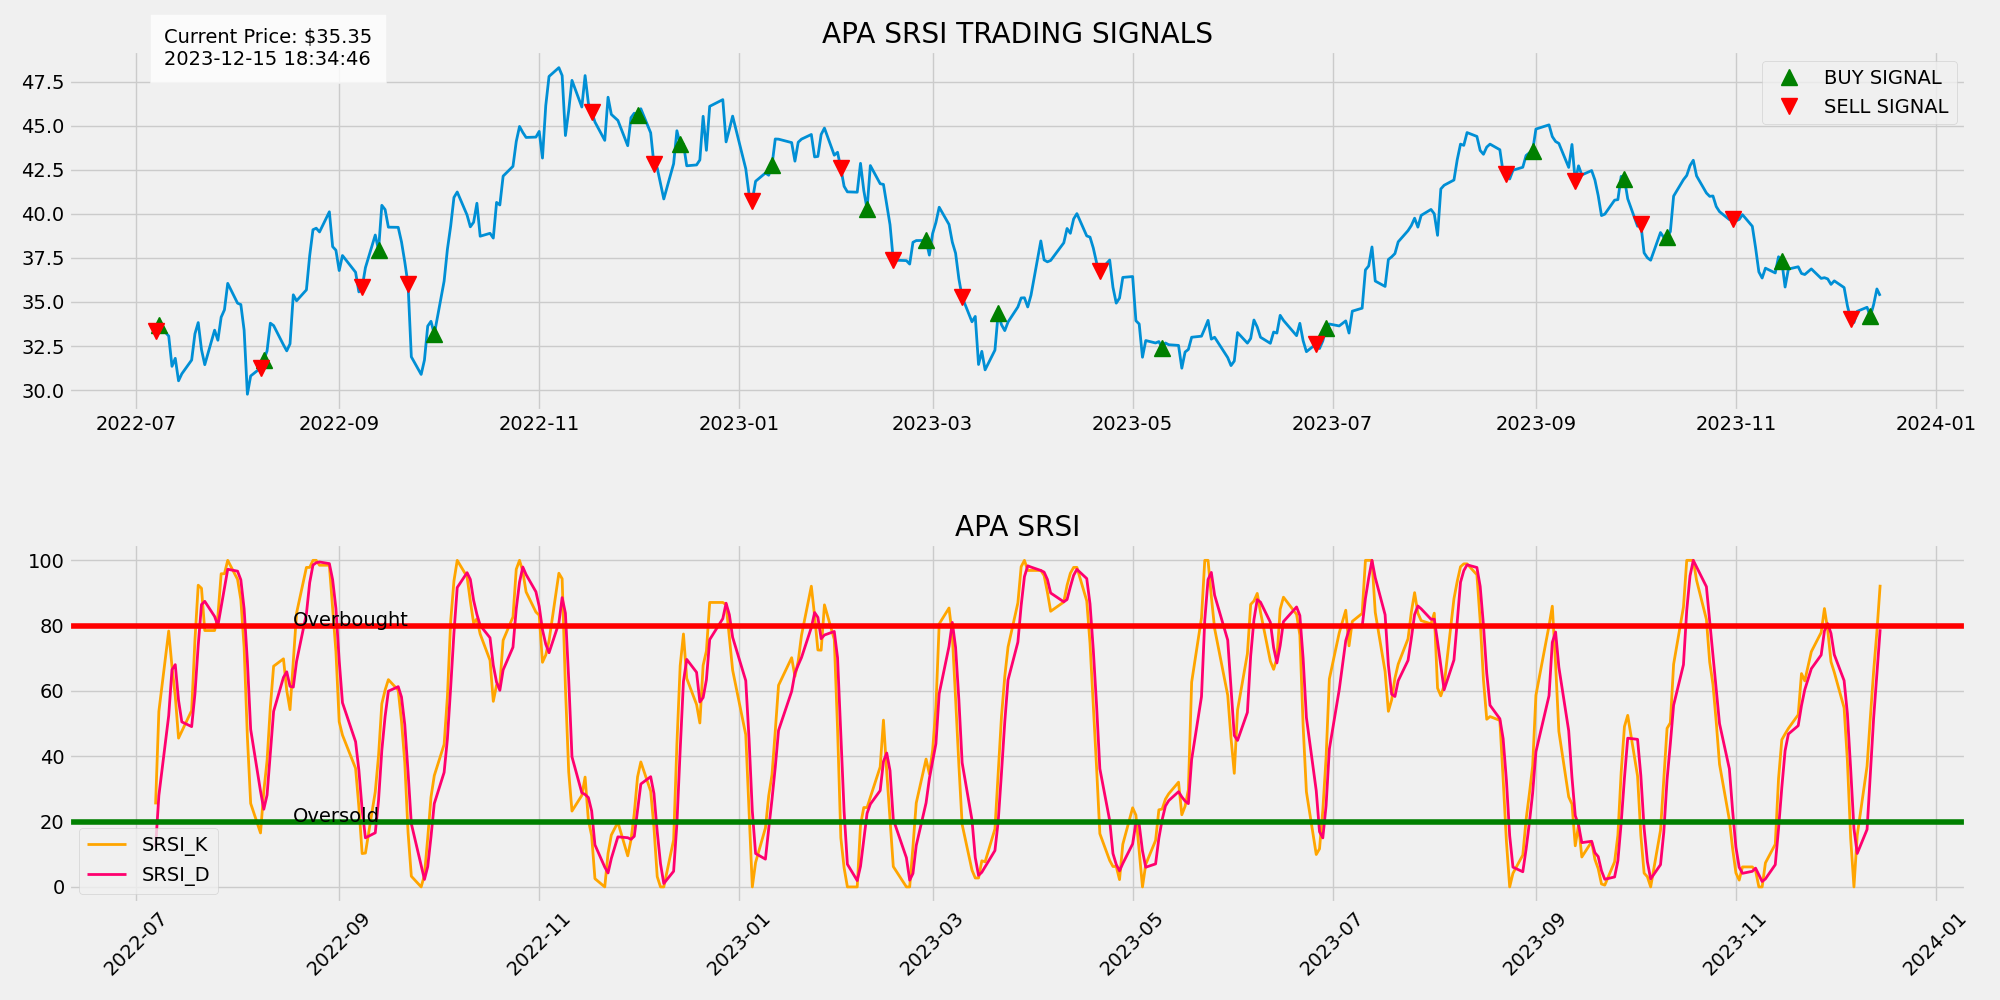 APA SRSI TRADING SIGNALS
Current Price: $35.35
2023-12-15 18:34:46
BUY SIGNAL
SELL SIGNAL
47.5
45.0
42.5
40.0
37.5
35.0
32.5
30.0
2022-07 2022-09 2022-11 2023-01 2023-03 2023-05 2023-07 2023-09 2023-11 2024-01
APA SRSI
100
80
60
40
20
0
Overbought
Oversold
SRSI_K
SRSI_D
2022-07 2022-09 2022-11 2023-01 2023-03 2023-05 2023-07 2023-09 2023-11 2024-01